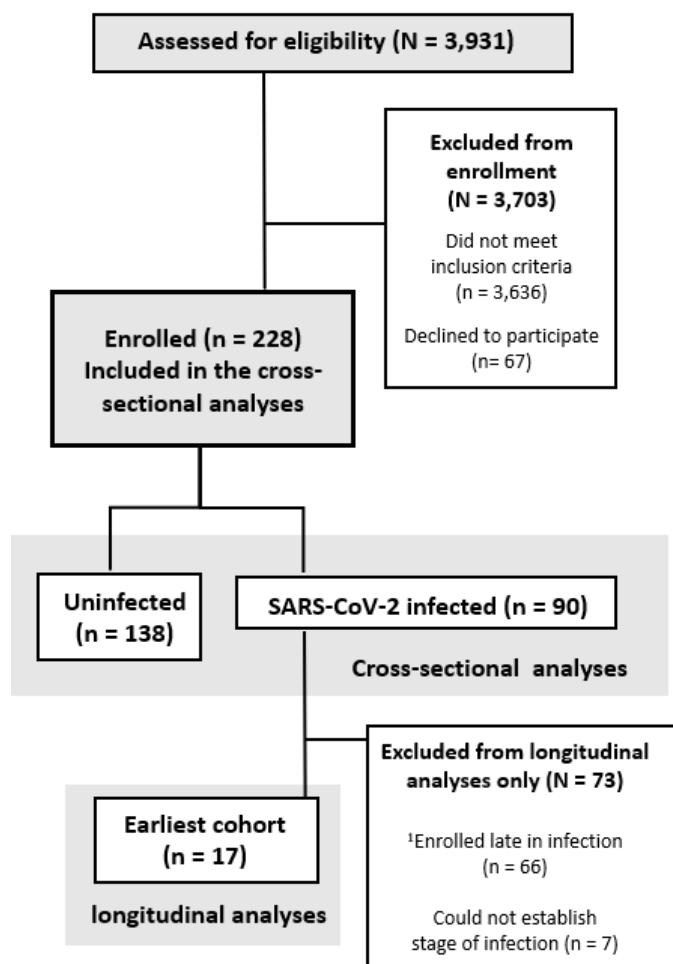 Assessed for eligibility (N = 3,931)
Excluded from
enrollment
(N = 3,703)
Did not meet
inclusion criteria
(n = 3,636)
Declined to participate
(n= 67)
Enrolled (n = 228)
Included in the cross-
sectional analyses
Uninfected
(n = 138)
SARS-CoV-2 infected (n = 90)
Cross-sectional analyses
Excluded from longitudinal
analyses only (N = 73)
¹Enrolled late in infection
(n = 66)
Could not establish
stage of infection (n = 7)
Earliest cohort
(n = 17)
longitudinal analyses